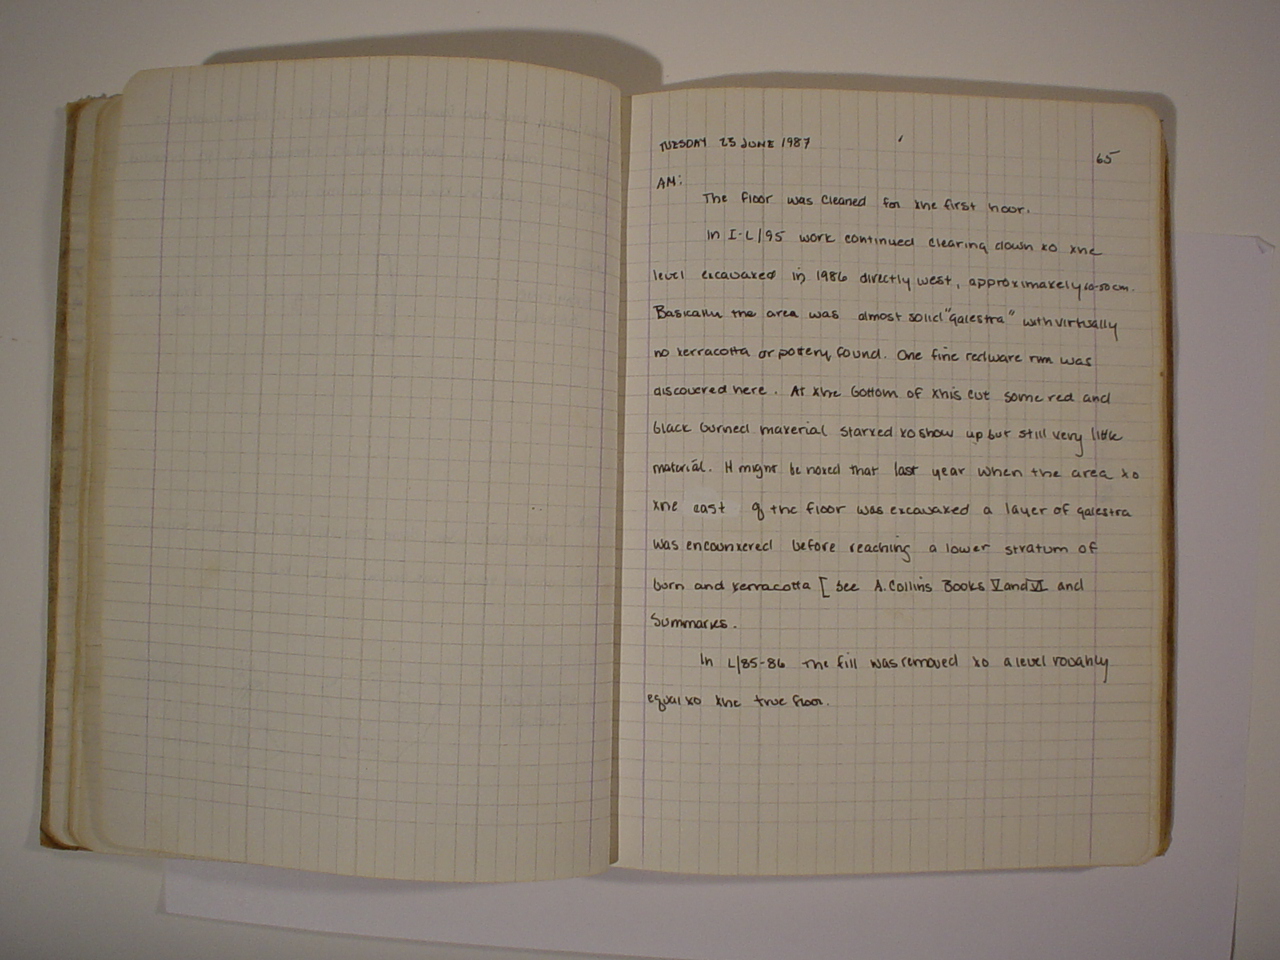 TUESDAY 23 JUNE 1987
65
AM:
The floor was cleaned for the first hour.
In I-L/95 work continued clearing down to the
level excavated in 1986 directly west, approximately 40-50cm.
Basically the area was almost solid "galestra" with virtually
no terracotta or pottery found. One fine redware rim was
discovered here. At the bottom of this cut some red and
black burned material started to show up but still very little
material. It might be noted that last year when the area to
the east of the floor was excavated a layer of galestra
was encountered before reaching a lower stratum of
burn and terracotta [ See A. Collins Books V and VI and
Summaries.
In L/85-86 the fill was removed to a level roughly
equal to the true floor.